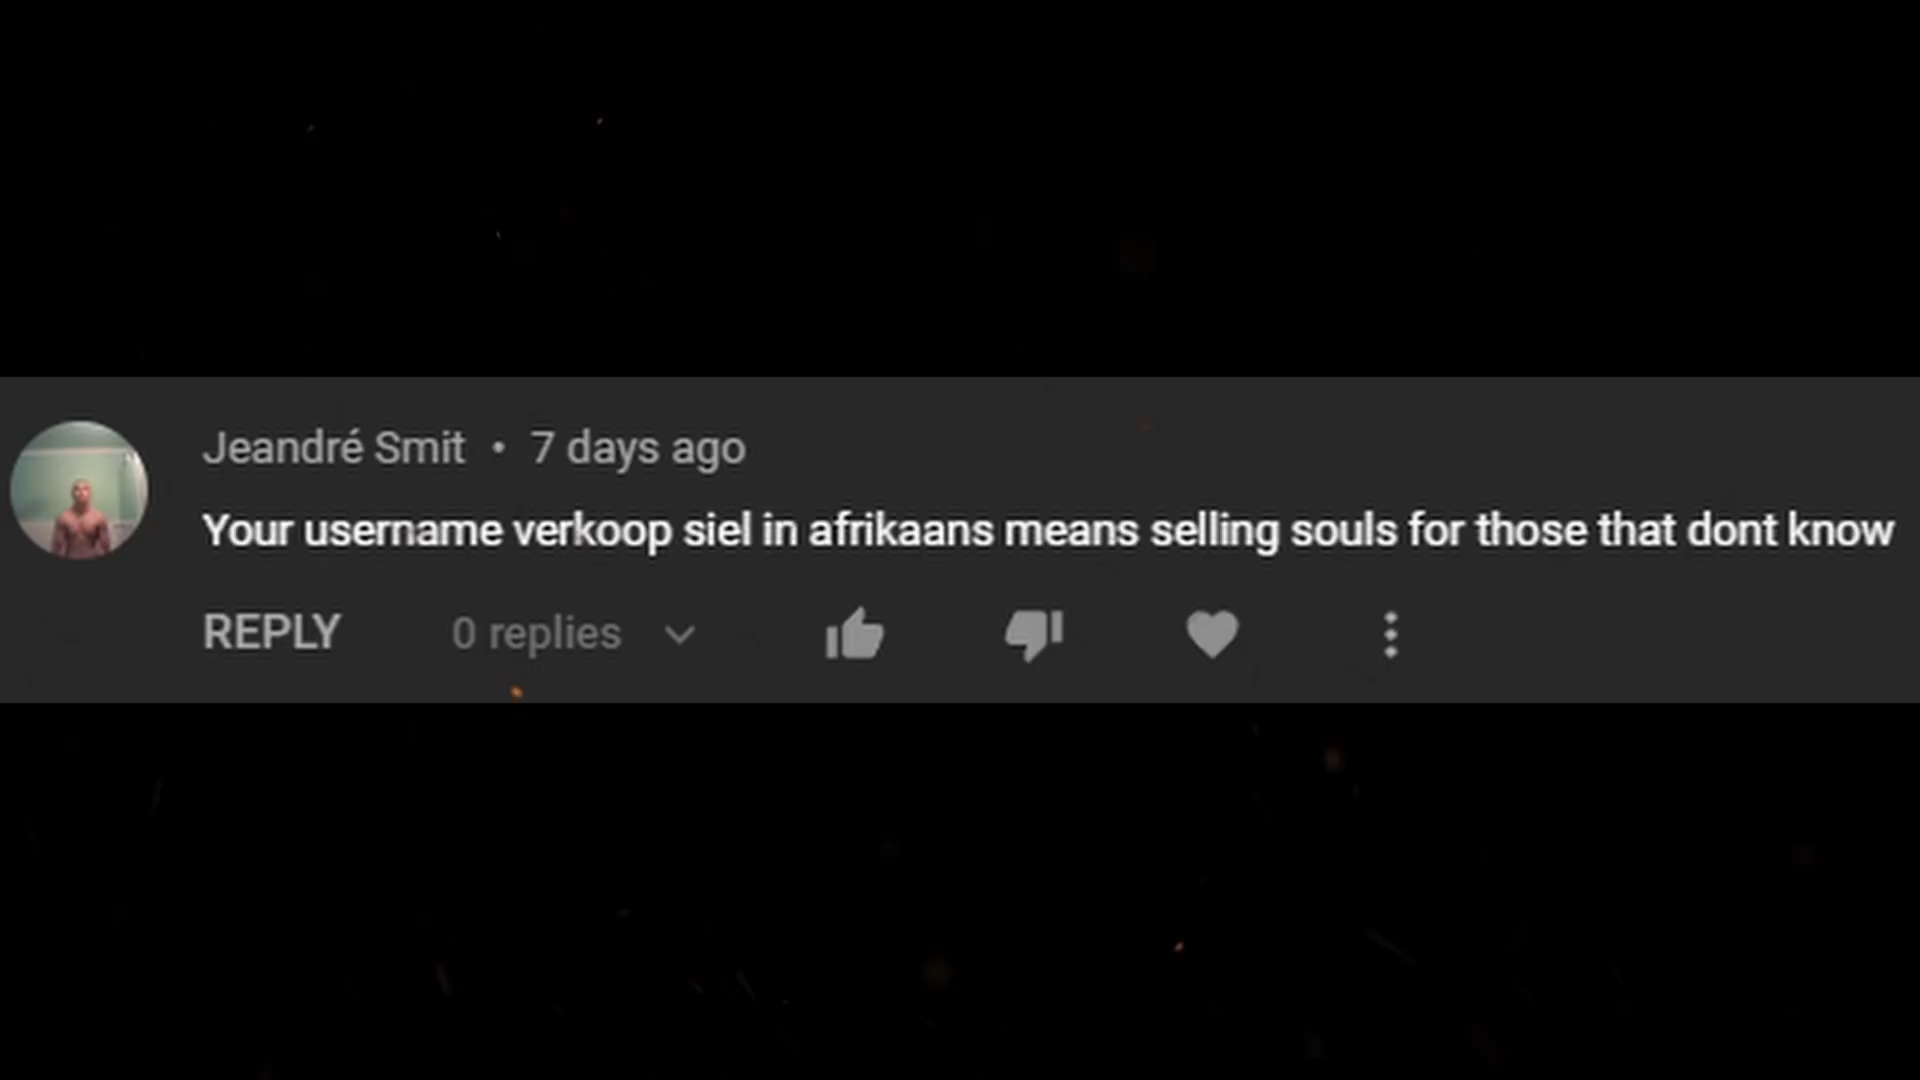 Jeandré Smit • 7 days ago
Your username verkoop siel in afrikaans means selling souls for those that dont know
REPLY 0 replies